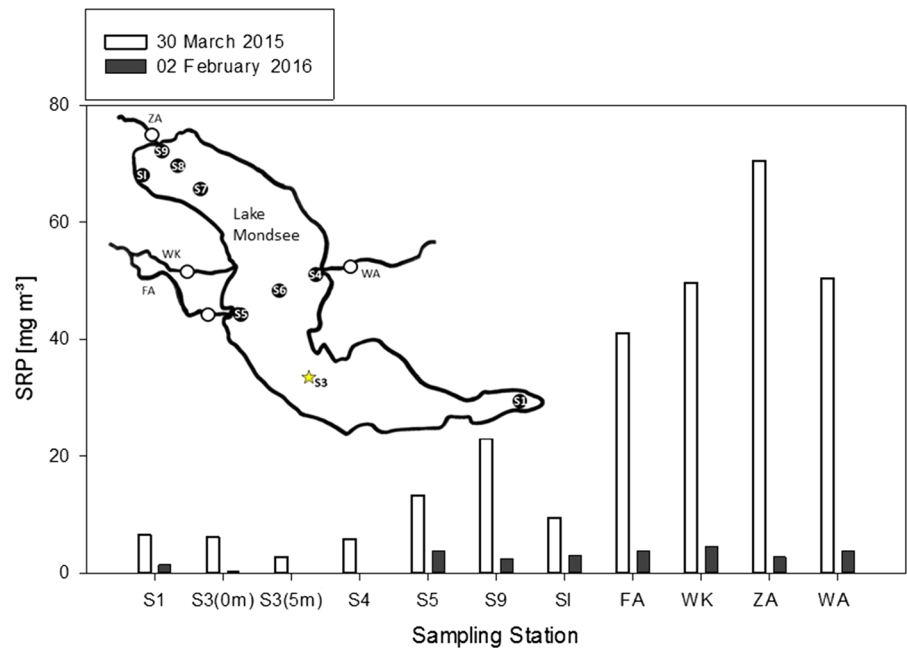 30 March 2015
02 February 2016
80
60
40
20
0
SRP [mg m⁻³]
ZA
S9
S8
SI
S7
Lake
Mondsee
WK
S4
WA
FA
S6
S5
S3
S1
S1 S3(0m) S3(5m) S4 S5 S9 SI FA WK ZA WA
Sampling Station